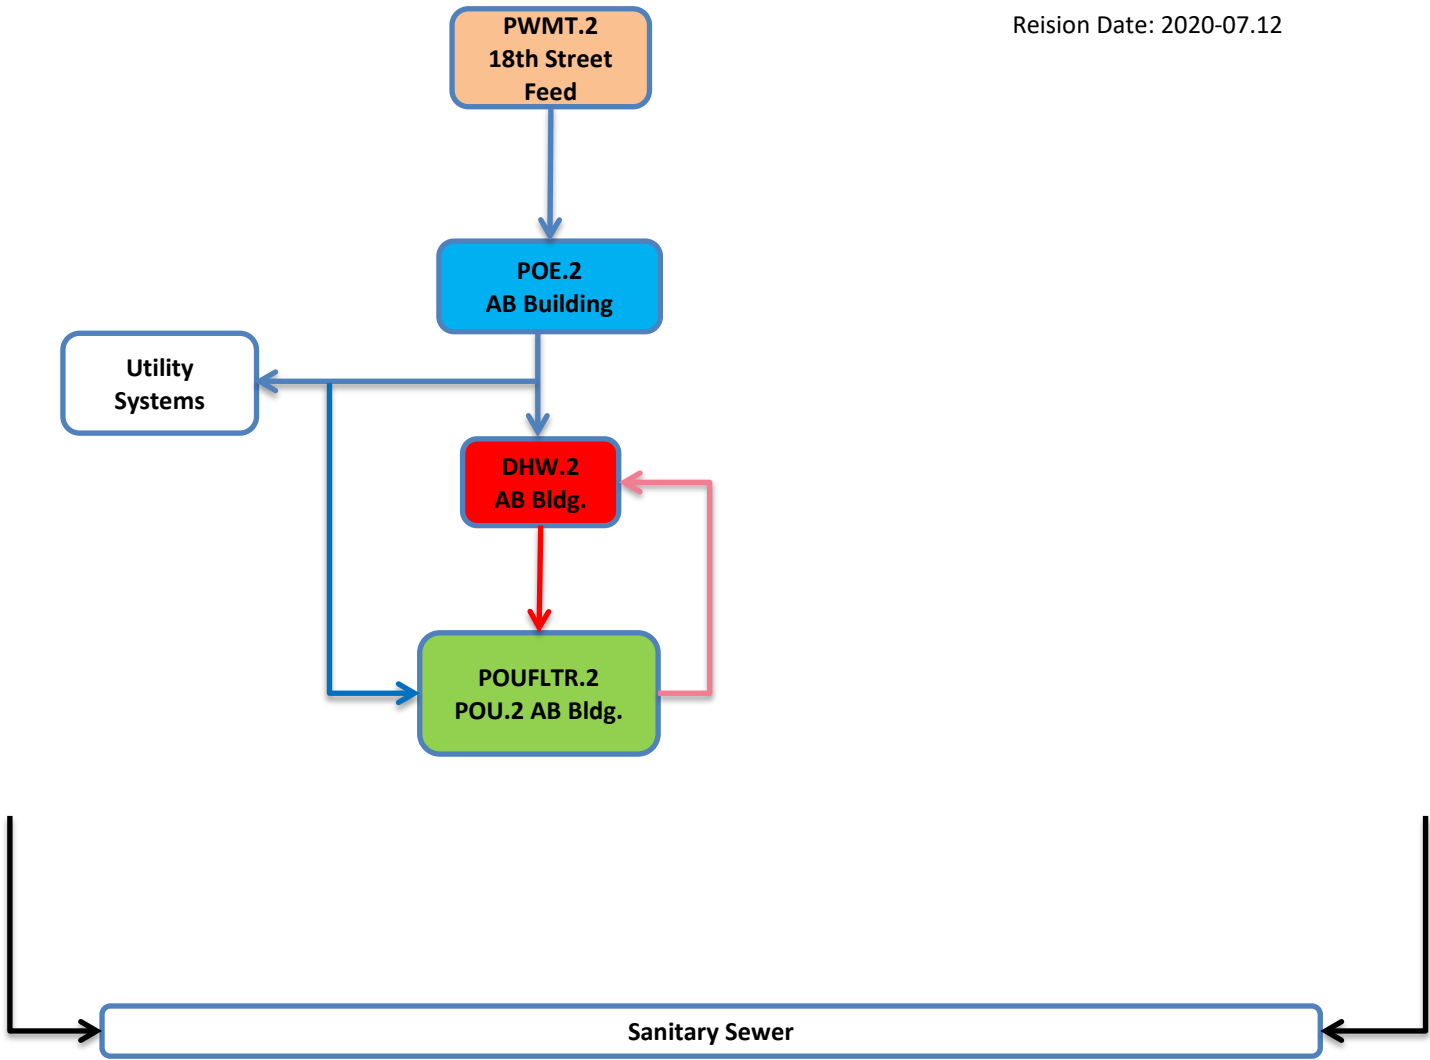 PWMT.2
18th Street
Feed
Reision Date: 2020-07.12
POE.2
AB Building
Utility
Systems
DHW.2
AB Bldg.
POUFLTR.2
POU.2 AB Bldg.
Sanitary Sewer